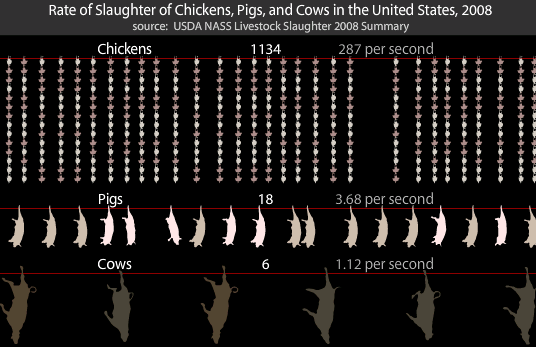 Rate of Slaughter of Chickens, Pigs, and Cows in the United States, 2008
source: USDA NASS Livestock Slaughter 2008 Summary
Chickens 1134 287 per second
Pigs 18 3.68 per second
Cows 6 1.12 per second